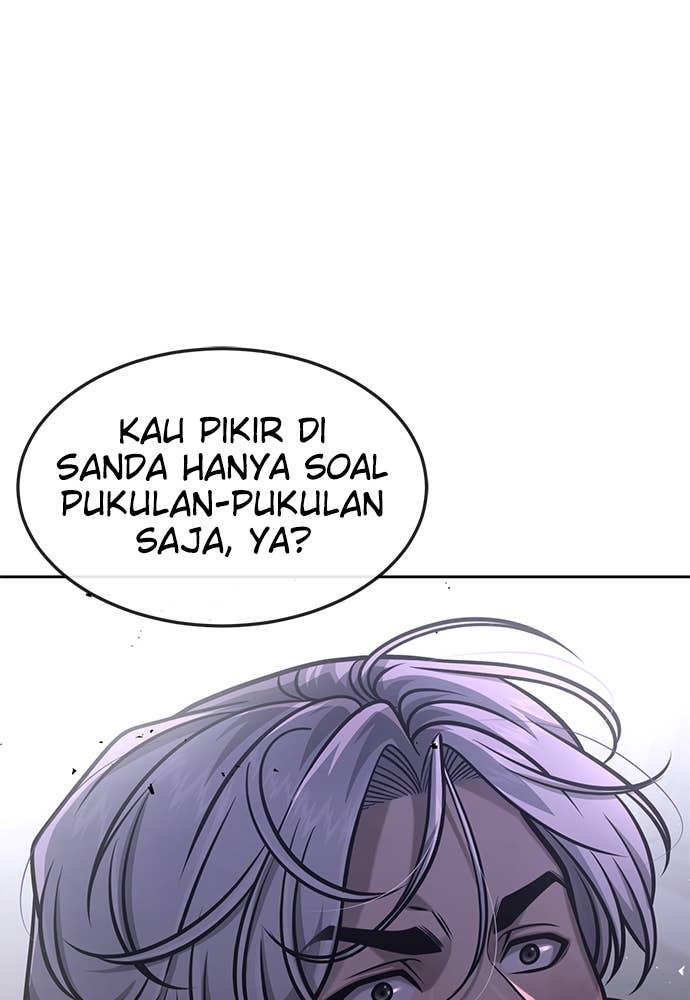 KAU PIKIR DI
SANDA HANYA SOAL
PUKULAN-PUKULAN
SAJA, YA?